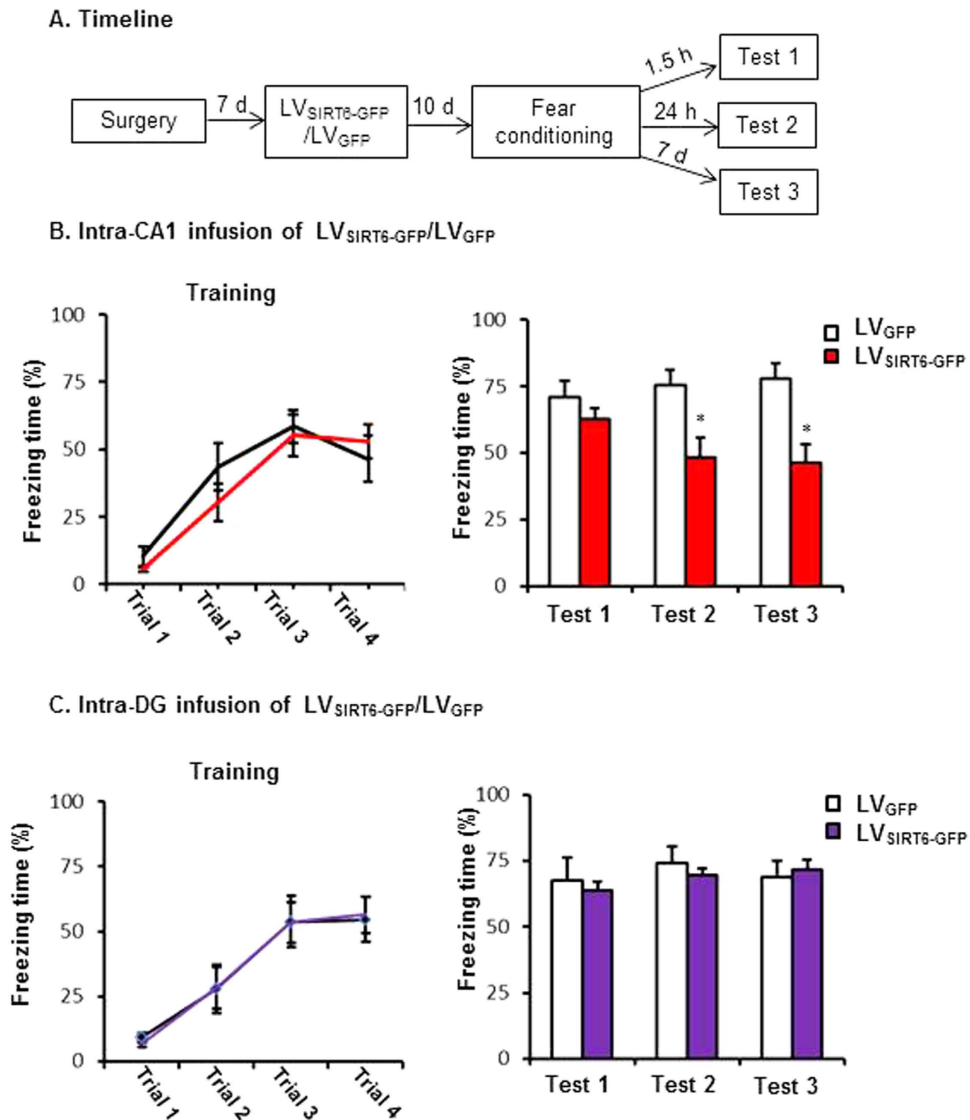 A. Timeline
Surgery
7 d
LVSIRT6-GFP
/LVGFP
10 d
Fear
conditioning
1.5 h
24 h
7 d
Test 1
Test 2
Test 3
B. Intra-CA1 infusion of LVSIRT6-GFP/LVGFP
Training
Freezing time (%)
100
75
50
25
0
Trial 1
Trial 2
Trial 3
Trial 4
Freezing time (%)
100
75
50
25
0
*
*
LVGFP
LVSIRT6-GFP
Test 1
Test 2
Test 3
C. Intra-DG infusion of LVSIRT6-GFP/LVGFP
Training
Freezing time (%)
100
75
50
25
0
Trial 1
Trial 2
Trial 3
Trial 4
Freezing time (%)
100
75
50
25
0
LVGFP
LVSIRT6-GFP
Test 1
Test 2
Test 3